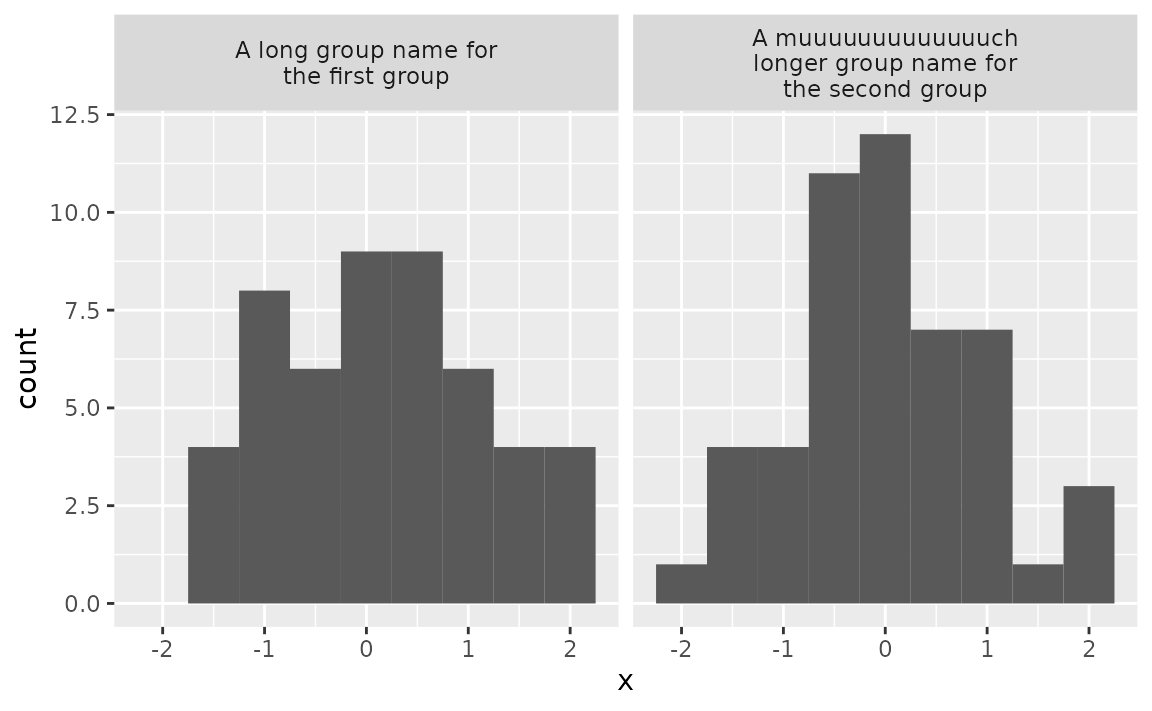 A long group name for
the first group
A muuuuuuuuuuuuuuch
longer group name for
the second group
12.5
10.0
7.5
5.0
2.5
0.0
count
-2 -1 0 1 2
-2 -1 0 1 2
x